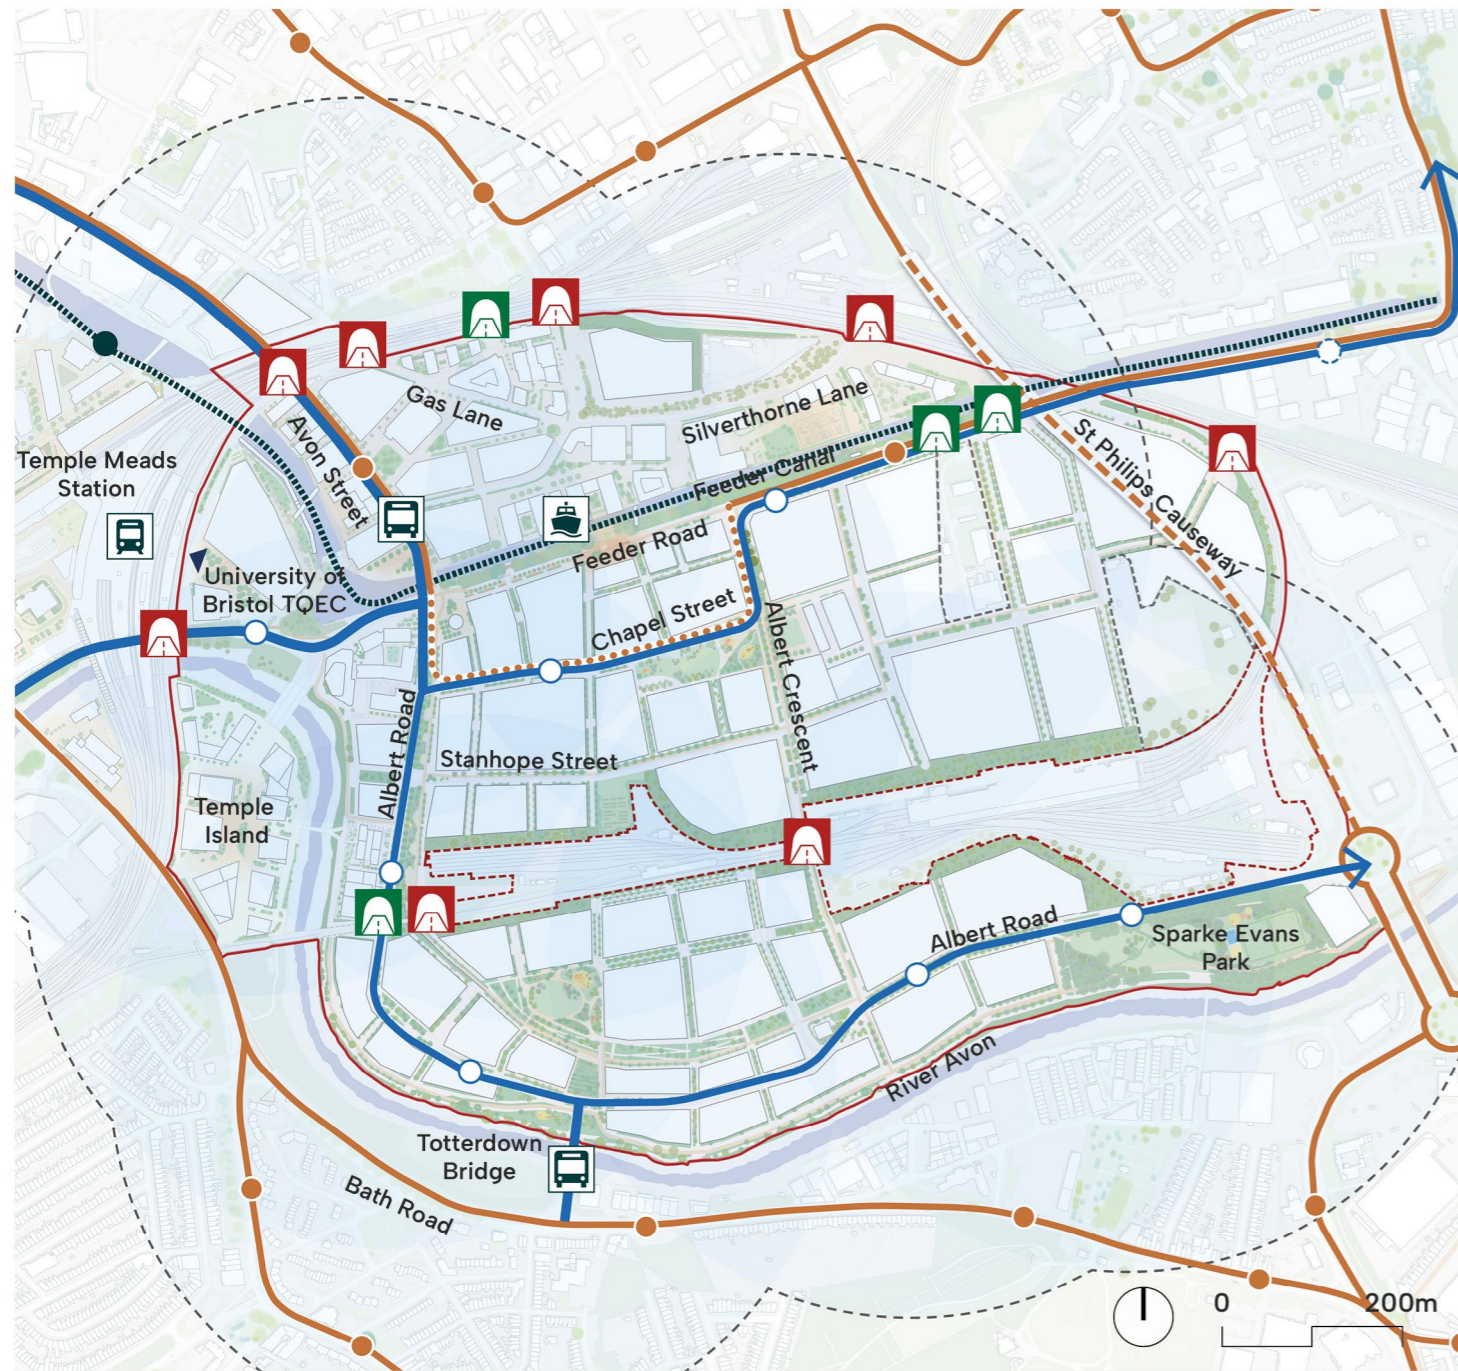 Gas Lane
Silverthorne Lane
Avon Street
Temple Meads
Station
St Philips Causeway
Feeder Canal
Feeder Road
University of
Bristol TQEC
Chapel Street
Albert Crescent
Albert Road
Stanhope Street
Temple
Island
Albert Road
Sparke Evans
Park
River Avon
Totterdown
Bridge
Bath Road
0 200m